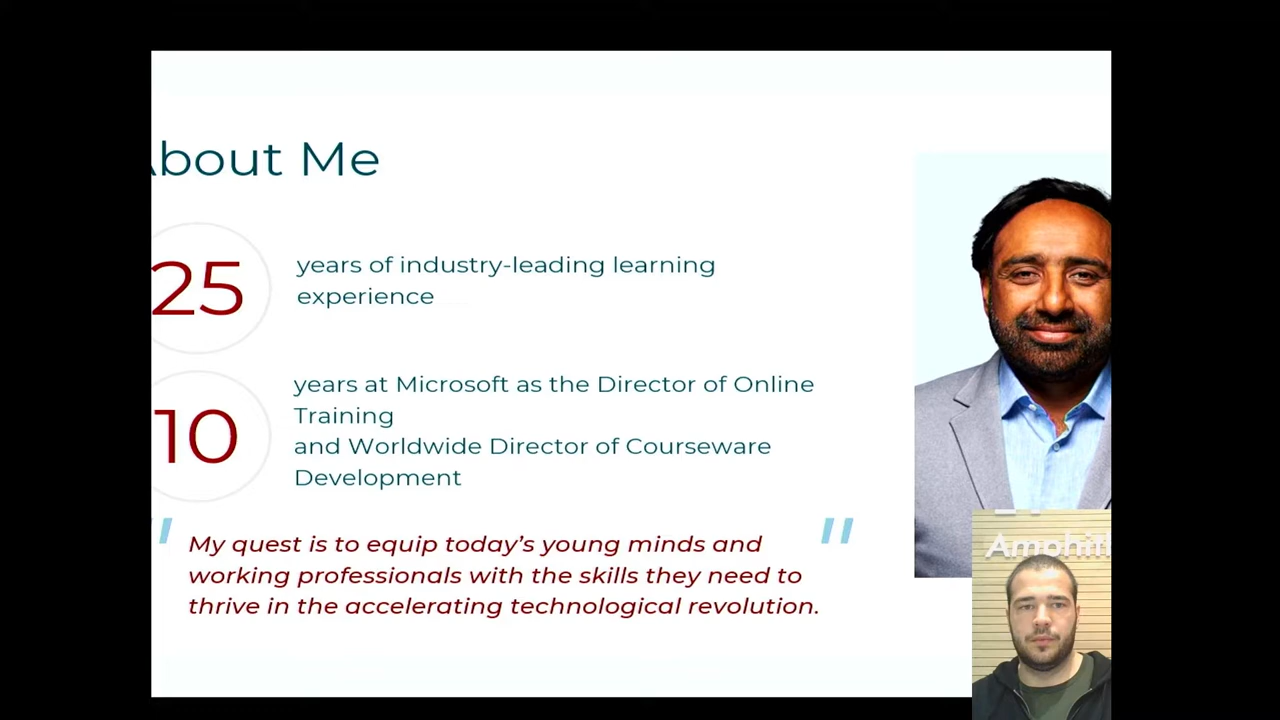 About Me
25
years of industry-leading learning
experience
10
years at Microsoft as the Director of Online
Training
and Worldwide Director of Courseware
Development
" My quest is to equip today's young minds and "
working professionals with the skills they need to
thrive in the accelerating technological revolution.